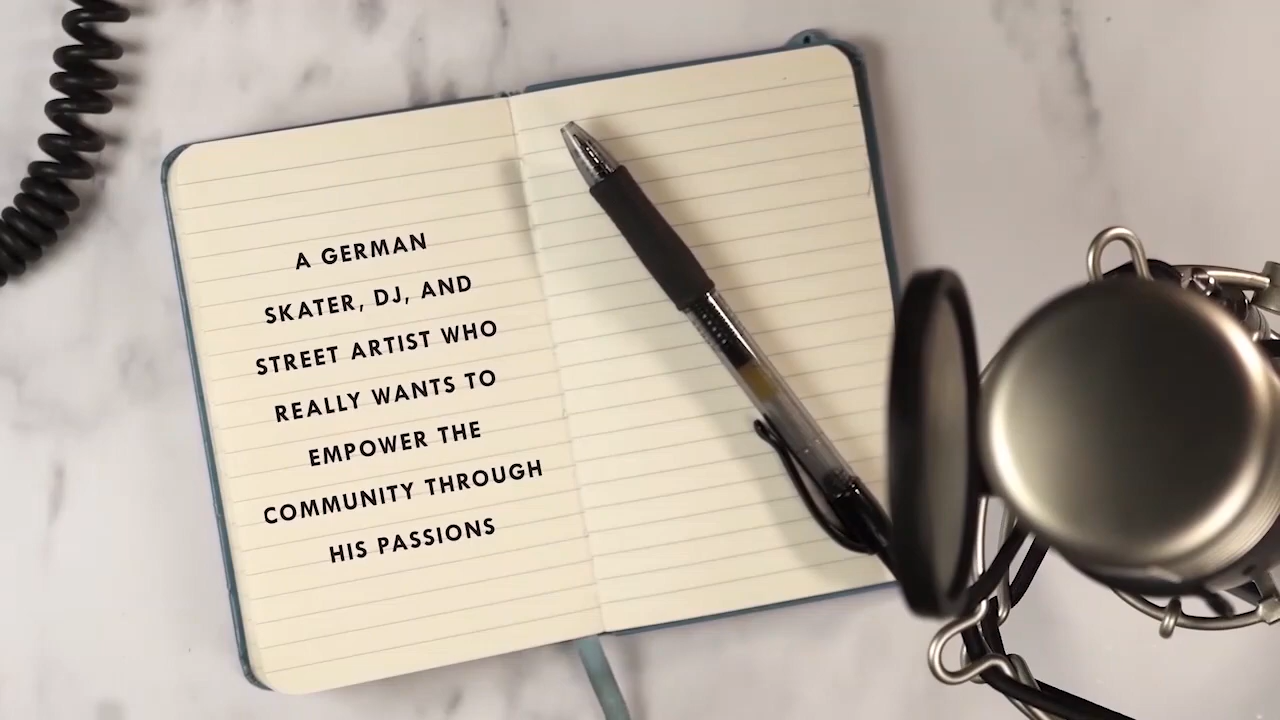 A GERMAN
SKATER, DJ, AND
STREET ARTIST WHO
REALLY WANTS TO
EMPOWER THE
COMMUNITY THROUGH
HIS PASSIONS